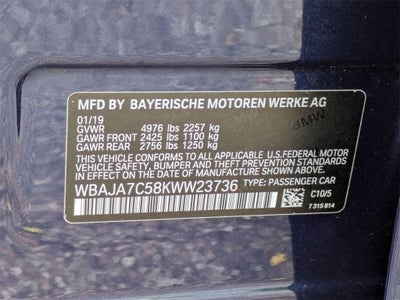 MFD BY BAYERISCHE MOTOREN WERKE AG
01/19
GVWR 4976 lbs 2257 kg
GAWR FRONT 2425 lbs 1100 kg
GAWR REAR 2756 lbs 1250 kg
BMW
THIS VEHICLE CONFORMS TO ALL APPLICABLE U.S.FEDERAL MOTOR
VEHICLE SAFETY, BUMPER AND THEFT PREVENTION STANDARDS
IN EFFECT ON THE DATE OF MANUFACTURE SHOWN ABOVE.
WBAJA7C58KWW23736 TYPE: PASSENGER CAR
C10/5
7 315 814